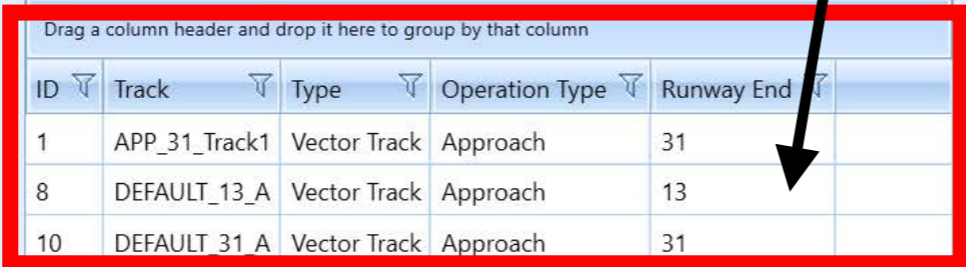 Drag a column header and drop it here to group by that column
ID Track Type Operation Type Runway End
1 APP_31_Track1 Vector Track Approach 31
8 DEFAULT_13_A Vector Track Approach 13
10 DEFAULT_31_A Vector Track Approach 31